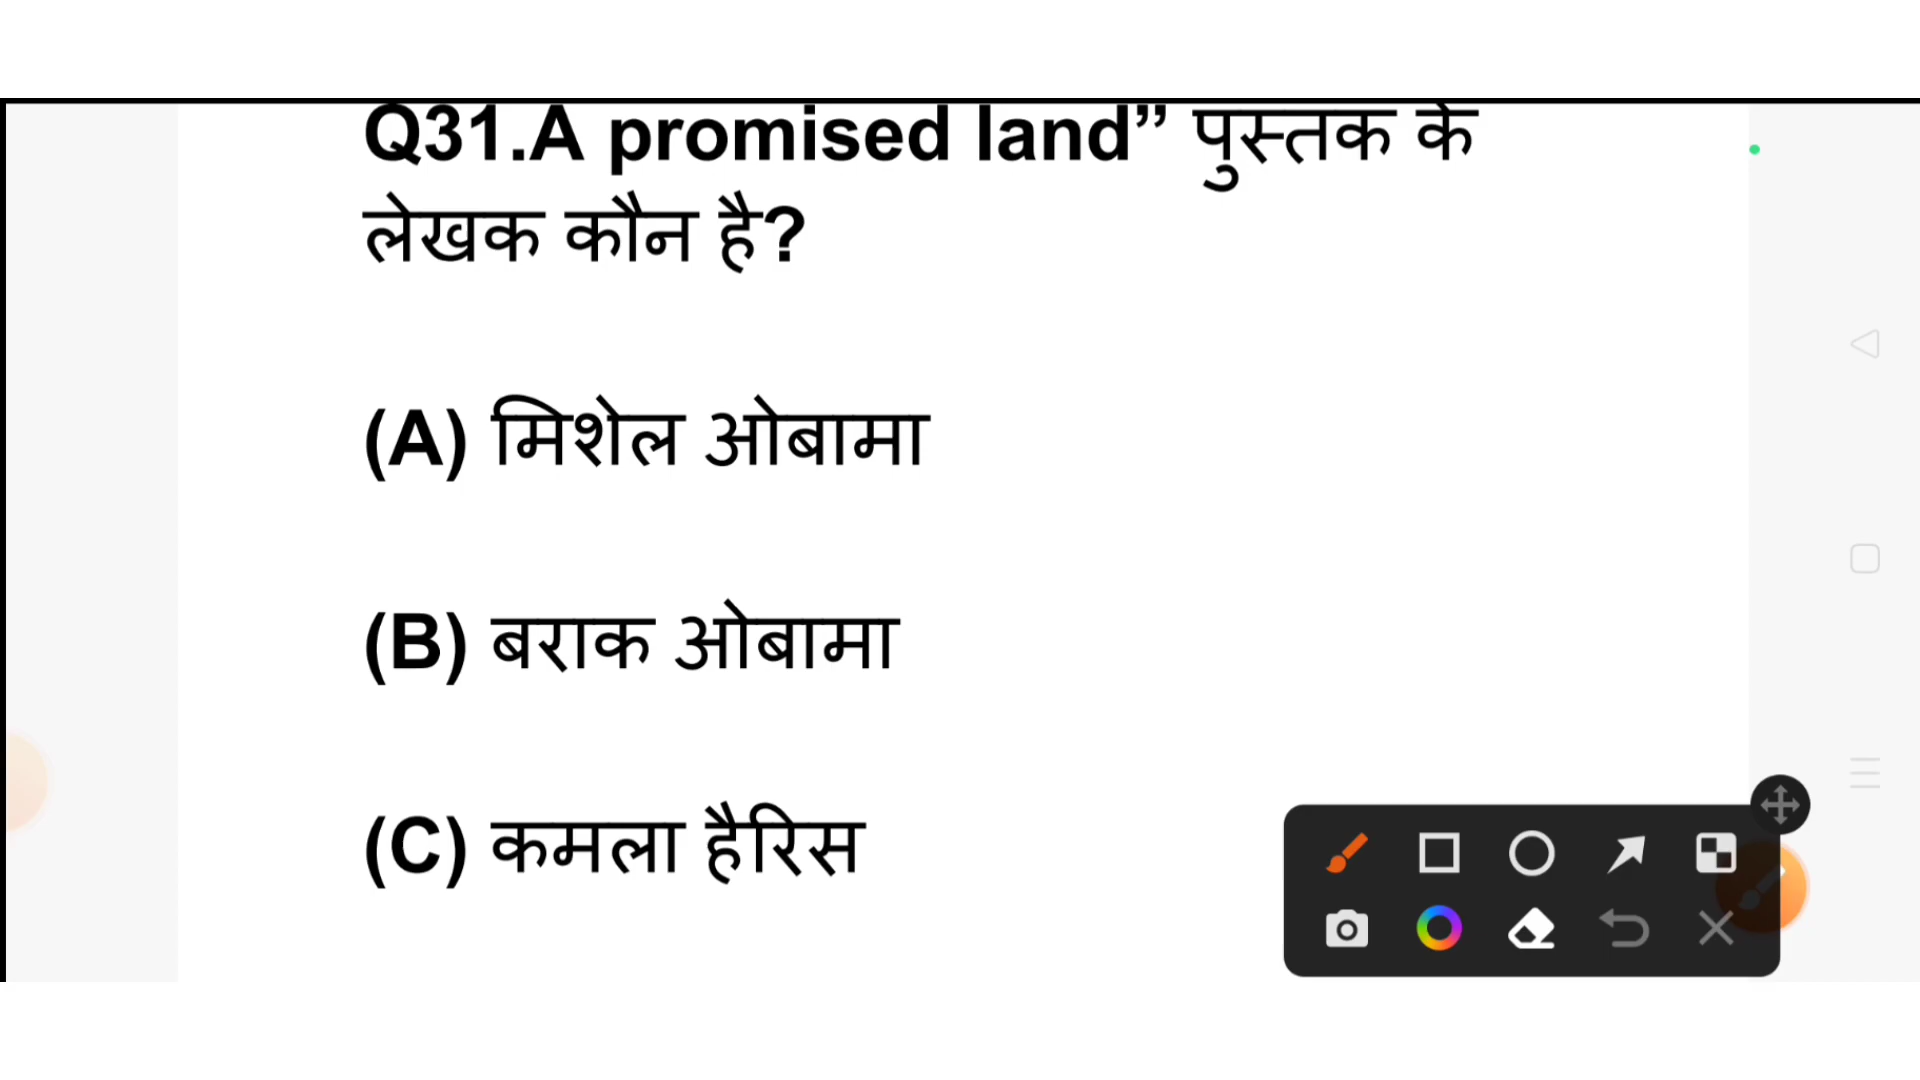 Q31.A promised land” पुस्तक के
लेखक कौन है?
(A) मिशेल ओबामा
(B) बराक ओबामा
(C) कमला हैरिस